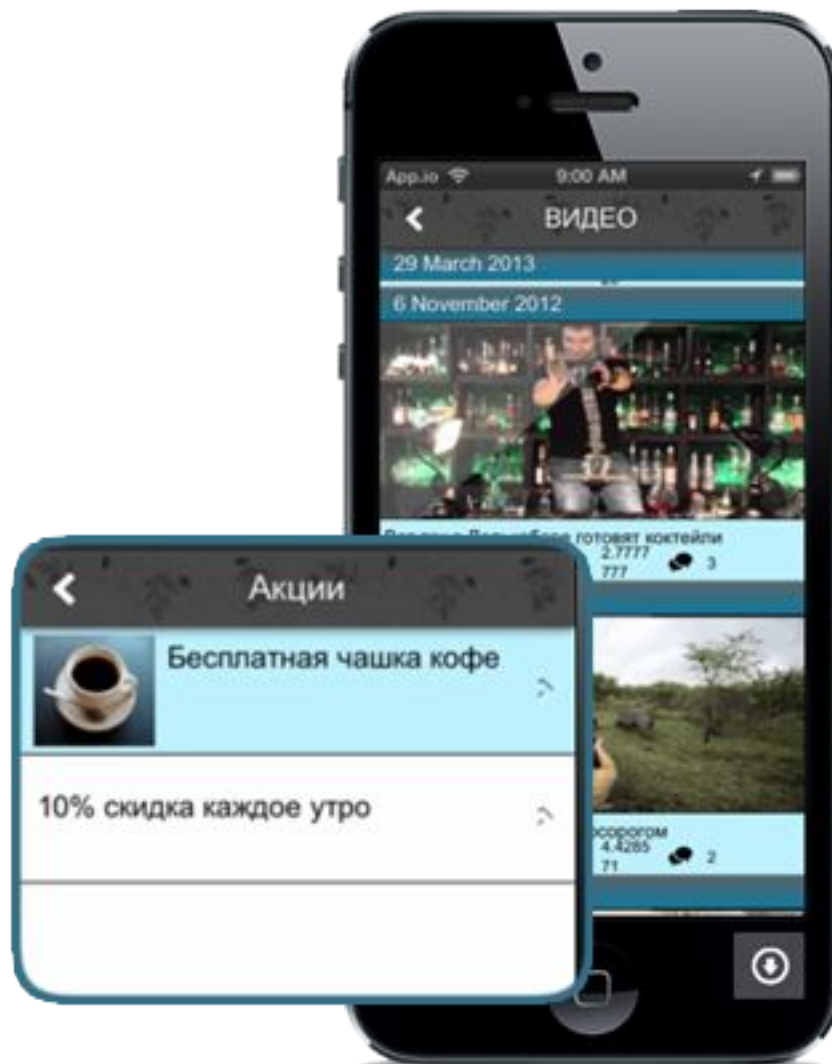 App.io 9:00 AM
ВИДЕО
29 March 2013
6 November 2012
готовят коктейли
2.7777
777
3
4.4285
71
2
Акции
Бесплатная чашка кофе
10% скидка каждое утро